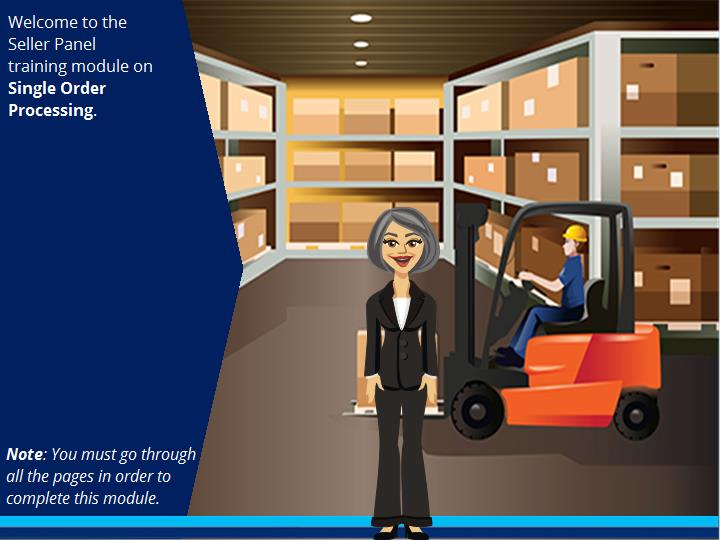 Welcome to the
Seller Panel
training module on
Single Order
Processing.
Note: You must go through
all the pages in order to
complete this module.